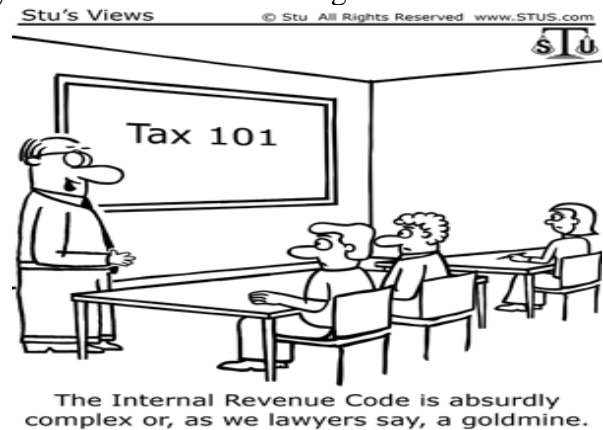 Stu's Views
© Stu All Rights Reserved www.STUS.com
STU
Tax 101
The Internal Revenue Code is absurdly
complex or, as we lawyers say, a goldmine.